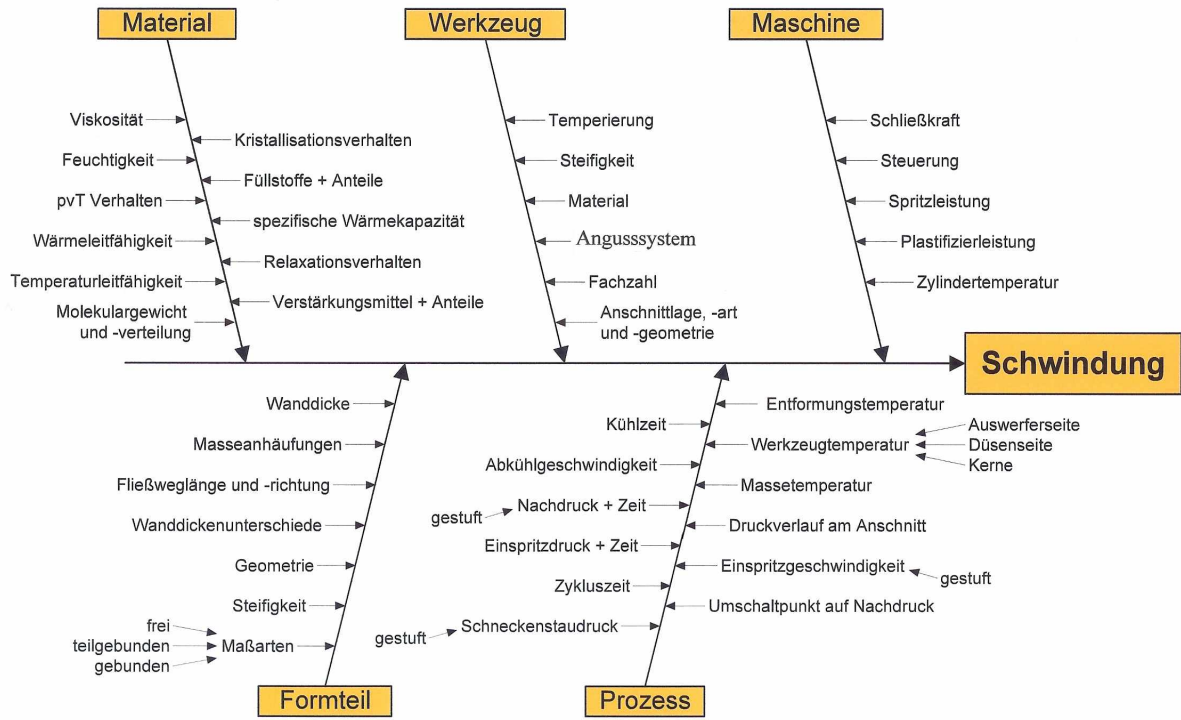 Material
Werkzeug
Maschine
Viskosität
Kristallisationsverhalten
Feuchtigkeit
Füllstoffe + Anteile
pvT Verhalten
spezifische Wärmekapazität
Wärmeleitfähigkeit
Relaxationsverhalten
Temperaturleitfähigkeit
Verstärkungsmittel + Anteile
Molekulargewicht
und -verteilung
Temperierung
Steifigkeit
Material
Angusssystem
Fachzahl
Anschnittlage, -art
und -geometrie
Schließkraft
Steuerung
Spritzleistung
Plastifizierleistung
Zylindertemperatur
Schwindung
Wanddicke
Masseanhäufungen
Fließweglänge und -richtung
Wanddickenunterschiede
Geometrie
Steifigkeit
frei
teilgebunden
gebunden
Maßarten
Entformungstemperatur
Kühlzeit
Werkzeugtemperatur
Auswerferseite
Düsenseite
Kerne
Abkühlgeschwindigkeit
Massetemperatur
gestuft
Nachdruck + Zeit
Druckverlauf am Anschnitt
Einspritzdruck + Zeit
Einspritzgeschwindigkeit
gestuft
Zykluszeit
Umschaltpunkt auf Nachdruck
gestuft
Schneckenstaudruck
Formteil
Prozess